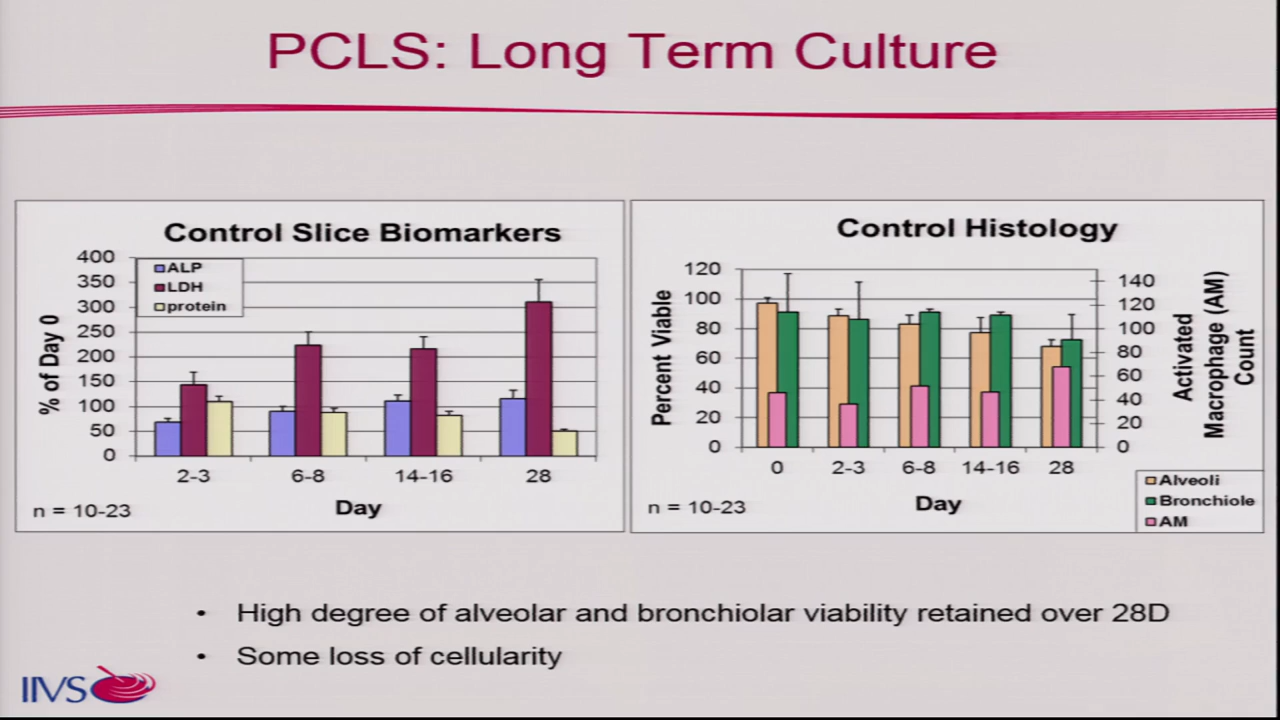 PCLS: Long Term Culture
Control Slice Biomarkers
% of Day 0
400
350
300
250
200
150
100
50
0
ALP
LDH
protein
2-3
6-8
14-16
28
n = 10-23
Day
Control Histology
Percent Viable
120
100
80
60
40
20
0
140
120
100
80
60
40
20
0
Activated
Macrophage (AM)
Count
0
2-3
6-8
14-16
28
n = 10-23
Day
Alveoli
Bronchiole
AM
• High degree of alveolar and bronchiolar viability retained over 28D
• Some loss of cellularity
IIVS